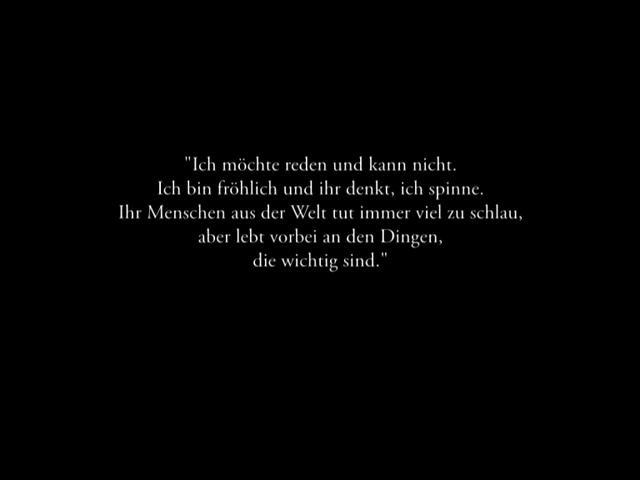 "Ich möchte reden und kann nicht.
Ich bin fröhlich und ihr denkt, ich spinne.
Ihr Menschen aus der Welt tut immer viel zu schlau,
aber lebt vorbei an den Dingen,
die wichtig sind."